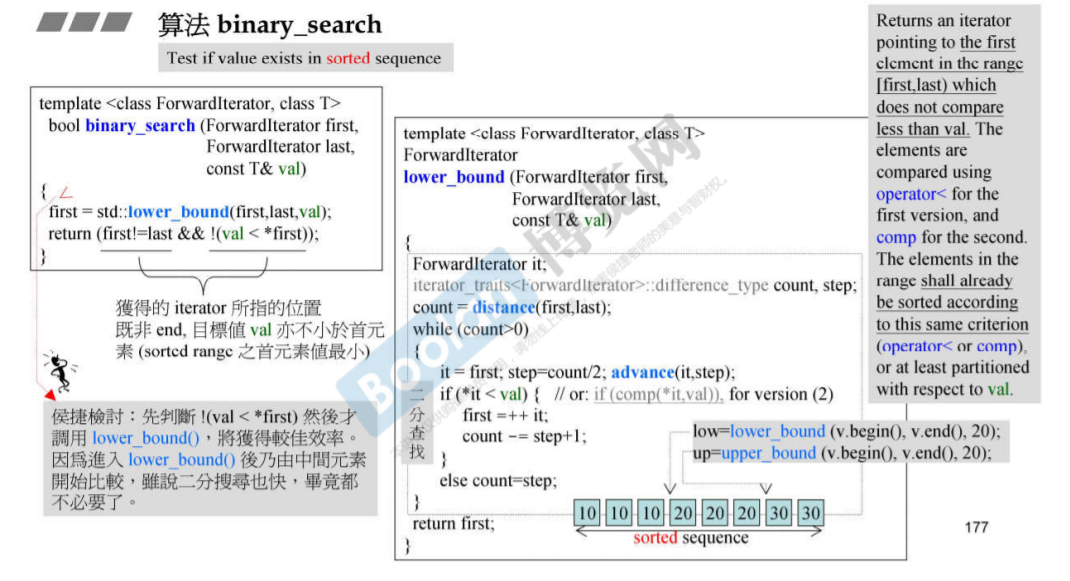 算法 binary_search
Test if value exists in sorted sequence
template <class ForwardIterator, class T>
bool binary_search (ForwardIterator first,
ForwardIterator last,
const T& val)
{
first = std::lower_bound(first,last,val);
return (first!=last && !(val < *first));
}
獲得的 iterator 所指的位置
既非 end, 目標值 val 亦不小於首元
素 (sorted range 之首元素值最小)
侯捷檢討：先判斷 !(val < *first) 然後才
調用 lower_bound()，將獲得較佳效率。
因為進入 lower_bound() 後乃由中間元素
開始比較，雖說二分搜尋也快，畢竟都
不必要了。
template <class ForwardIterator, class T>
ForwardIterator
lower_bound (ForwardIterator first,
ForwardIterator last,
const T& val)
{
ForwardIterator it;
iterator_traits<ForwardIterator>::difference_type count, step;
count = distance(first,last);
while (count>0)
{
it = first; step=count/2; advance(it,step);
if (*it < val) { // or: if (comp(*it,val)), for version (2)
first =++ it;
count -= step+1;
}
else count=step;
}
return first;
}
二分查找
low=lower_bound (v.begin(), v.end(), 20);
up=upper_bound (v.begin(), v.end(), 20);
10 10 10 20 20 20 30 30
sorted sequence
Returns an iterator
pointing to the first
element in the range
[first,last) which
does not compare
less than val. The
elements are
compared using
operator< for the
first version, and
comp for the second.
The elements in the
range shall already
be sorted according
to this same criterion
(operator< or comp),
or at least partitioned
with respect to val.
177
Boolan 博览网